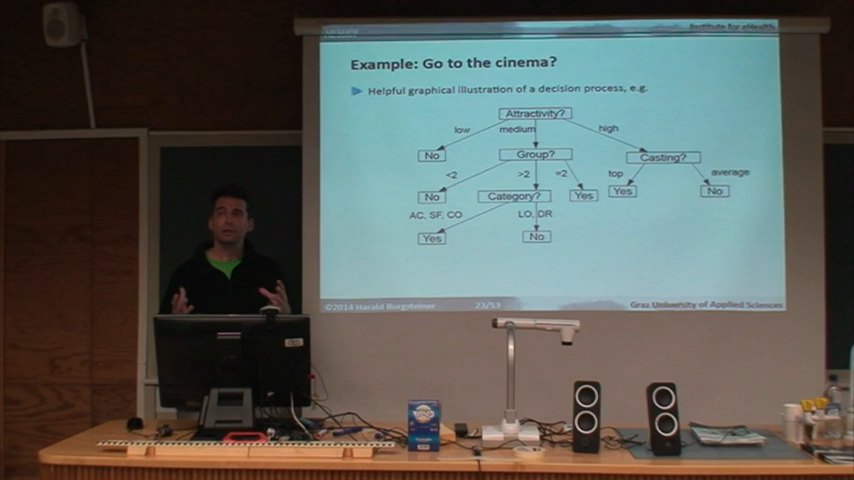 Institute for eHealth
Example: Go to the cinema?
Helpful graphical illustration of a decision process, e.g.
Attractivity?
low
medium
high
No
Group?
Casting?
<2
>2
=2
top
average
No
Category?
Yes
Yes
No
AC, SF, CO
LO, DR
Yes
No
©2014 Harald Burgsteiner
23/53
Graz University of Applied Sciences